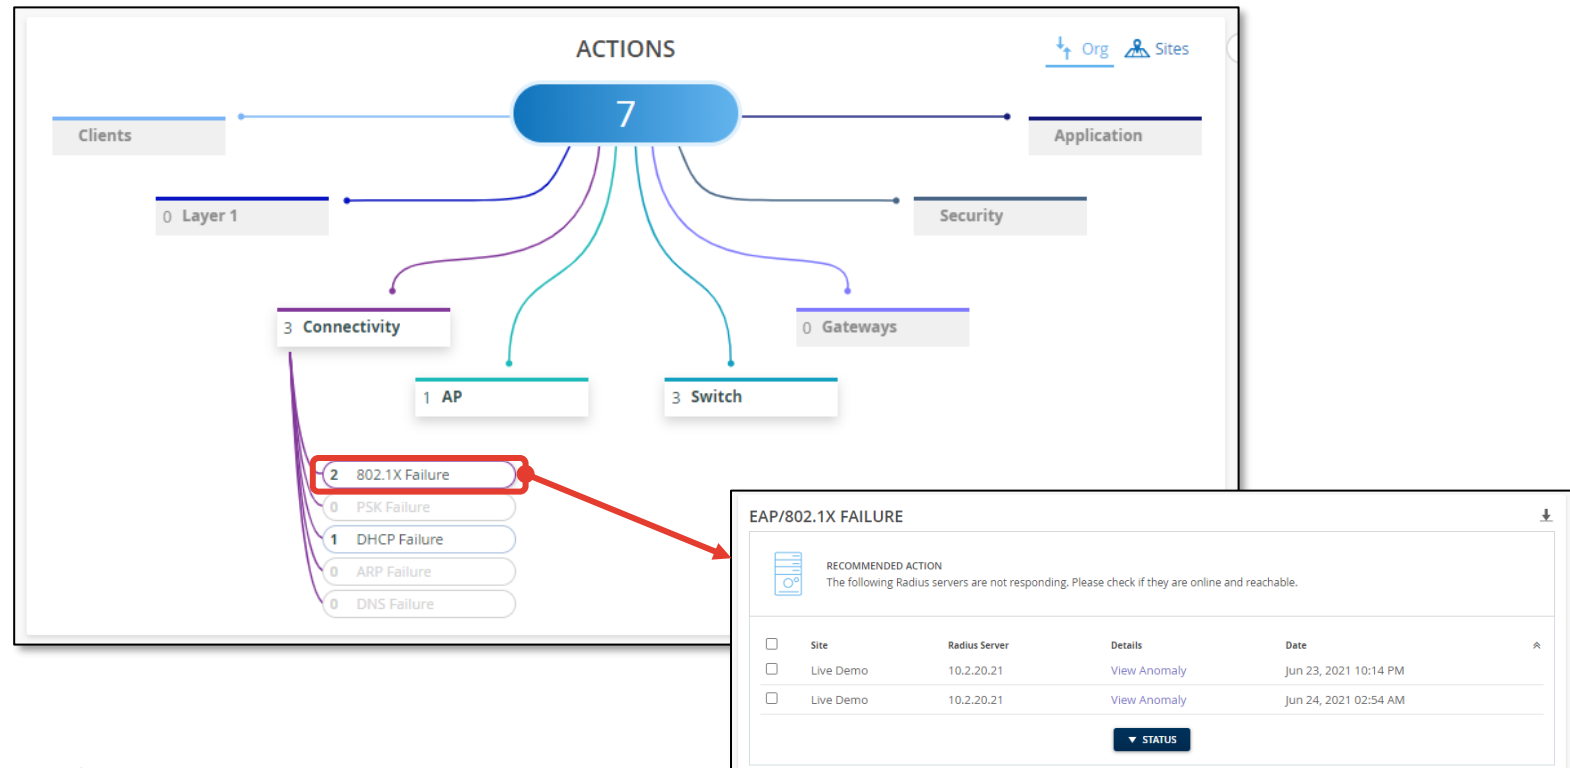 ACTIONS
Org Sites
7
Clients
Application
0 Layer 1
Security
3 Connectivity
0 Gateways
1 AP
3 Switch
2 802.1X Failure
0 PSK Failure
1 DHCP Failure
0 ARP Failure
0 DNS Failure
EAP/802.1X FAILURE
RECOMMENDED ACTION
The following Radius servers are not responding. Please check if they are online and reachable.
Site Radius Server Details Date
Live Demo 10.2.20.21 View Anomaly Jun 23, 2021 10:14 PM
Live Demo 10.2.20.21 View Anomaly Jun 24, 2021 02:54 AM
STATUS